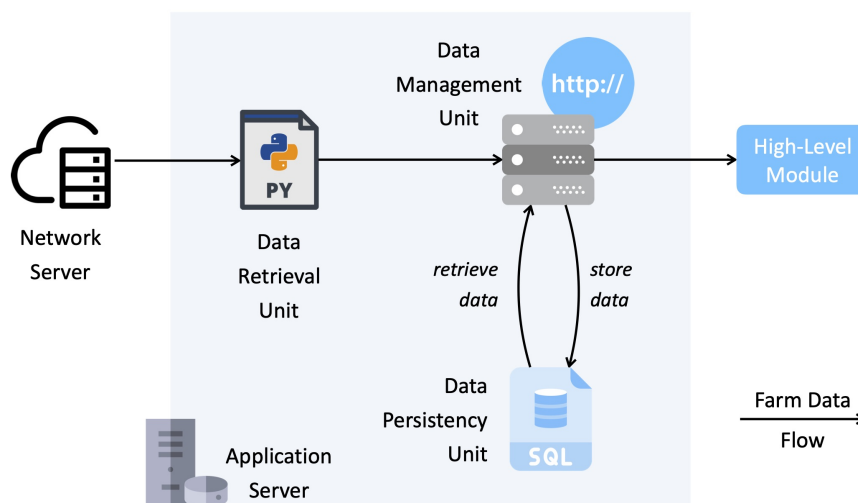 Data
Management
Unit
http://
PY
High-Level
Module
Network
Server
Data
Retrieval
Unit
retrieve
data
store
data
Data
Persistency
Unit
SQL
Farm Data
Flow
Application
Server